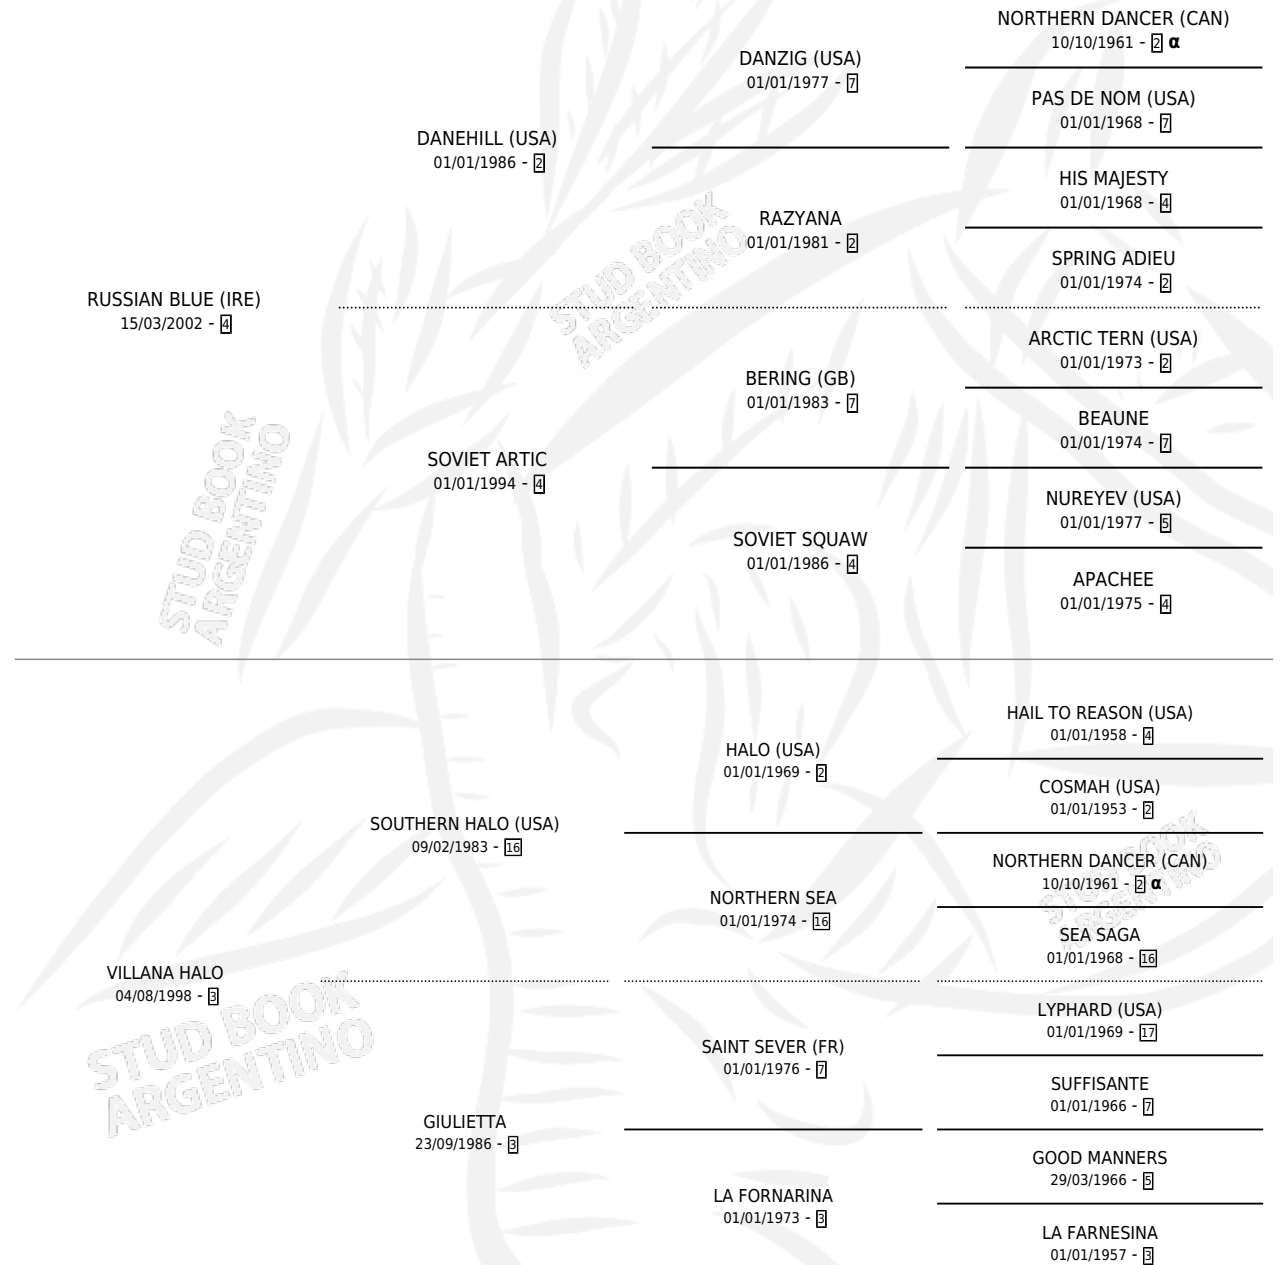 NORTHERN DANCER (CAN)
10/10/1961 - 2 α
DANZIG (USA)
01/01/1977 - 7
PAS DE NOM (USA)
01/01/1968 - 7
DANEHILL (USA)
01/01/1986 - 2
HIS MAJESTY
01/01/1968 - 4
RAZYANA
01/01/1981 - 2
SPRING ADIEU
01/01/1974 - 2
RUSSIAN BLUE (IRE)
15/03/2002 - 4
ARCTIC TERN (USA)
01/01/1973 - 2
BERING (GB)
01/01/1983 - 7
BEAUNE
01/01/1974 - 7
SOVIET ARTIC
01/01/1994 - 4
NUREYEV (USA)
01/01/1977 - 5
SOVIET SQUAW
01/01/1986 - 4
APACHEE
01/01/1975 - 4
HAIL TO REASON (USA)
01/01/1958 - 4
HALO (USA)
01/01/1969 - 2
COSMAH (USA)
01/01/1953 - 2
SOUTHERN HALO (USA)
09/02/1983 - 16
NORTHERN DANCER (CAN)
10/10/1961 - 2 α
NORTHERN SEA
01/01/1974 - 16
SEA SAGA
01/01/1968 - 16
VILLANA HALO
04/08/1998 - 3
LYPHARD (USA)
01/01/1969 - 17
SAINT SEVER (FR)
01/01/1976 - 7
SUFFISANTE
01/01/1966 - 7
GIULIETTA
23/09/1986 - 3
GOOD MANNERS
29/03/1966 - 5
LA FORNARINA
01/01/1973 - 3
LA FARNESINA
01/01/1957 - 3
STUD BOOK
ARGENTINO
STUD BOOK
ARGENTINO
STUD BOOK
ARGENTINO
STUD BOOK
ARGENTINO